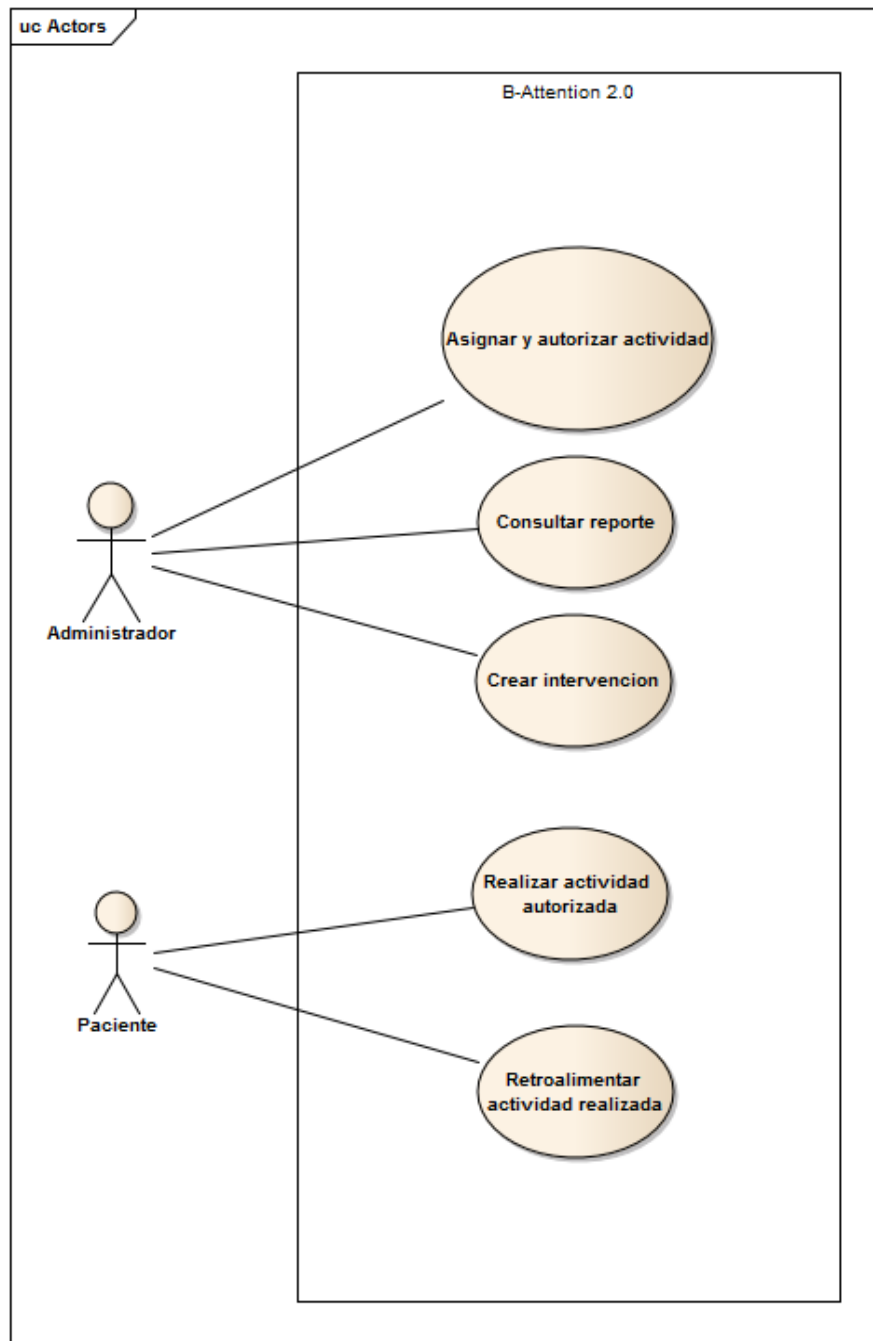 uc Actors
B-Attention 2.0
Asignar y autorizar actividad
Consultar reporte
Administrador
Crear intervencion
Realizar actividad
autorizada
Paciente
Retroalimentar
actividad realizada